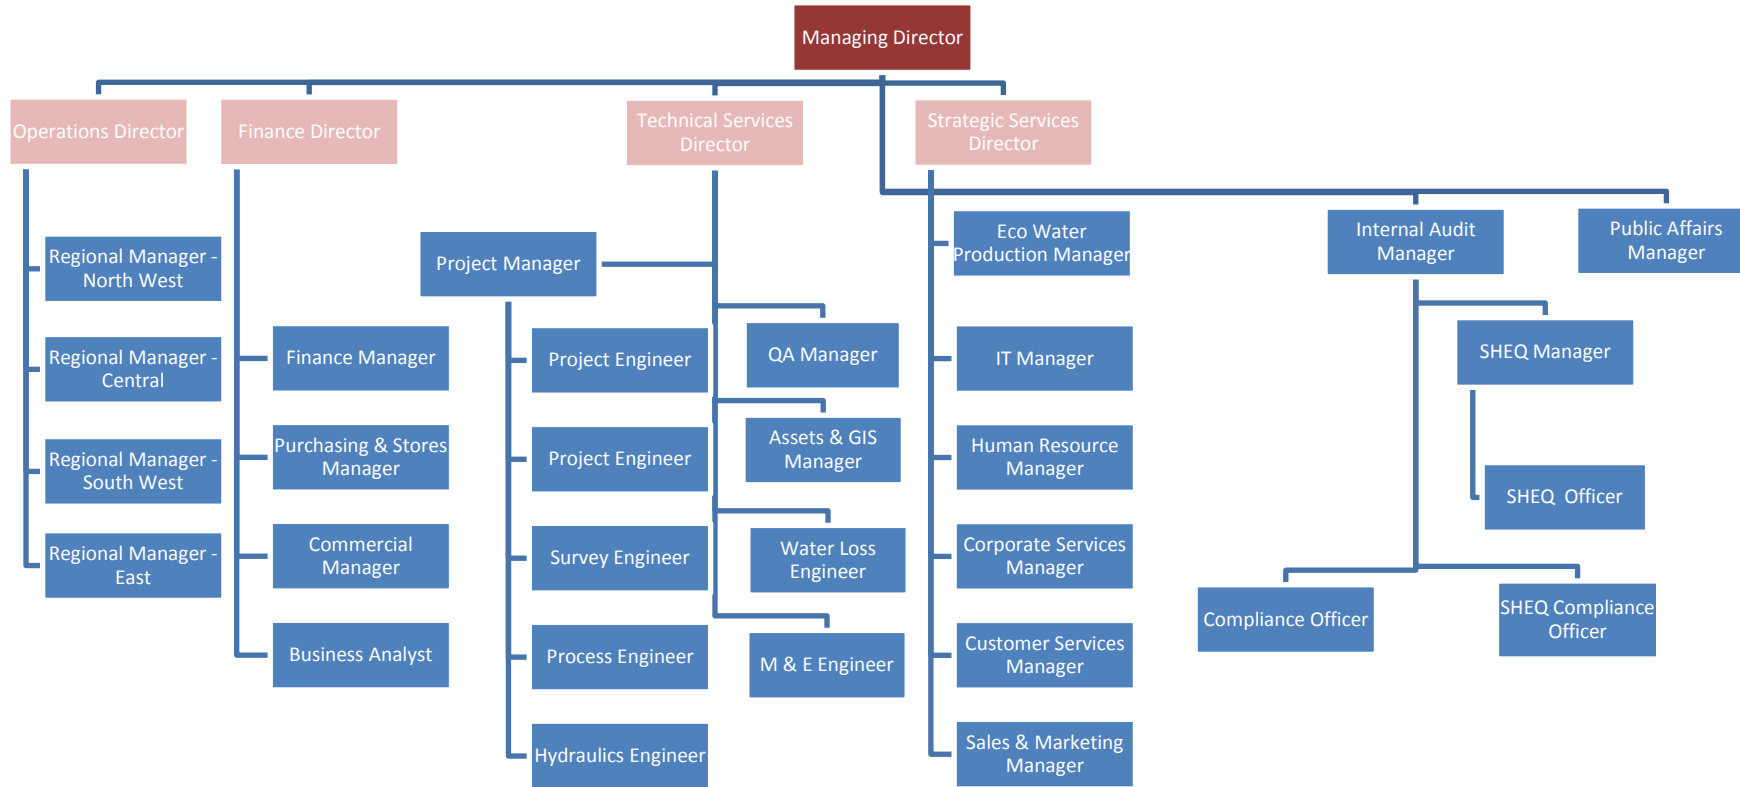 Managing Director
Operations Director
Finance Director
Technical Services
Director
Strategic Services
Director
Regional Manager -
North West
Regional Manager -
Central
Regional Manager -
South West
Regional Manager -
East
Finance Manager
Purchasing & Stores
Manager
Commercial
Manager
Business Analyst
Project Manager
Project Engineer
Project Engineer
Survey Engineer
Process Engineer
Hydraulics Engineer
QA Manager
Assets & GIS
Manager
Water Loss
Engineer
M & E Engineer
Eco Water
Production Manager
IT Manager
Human Resource
Manager
Corporate Services
Manager
Customer Services
Manager
Sales & Marketing
Manager
Internal Audit
Manager
Public Affairs
Manager
SHEQ Manager
SHEQ Officer
Compliance Officer
SHEQ Compliance
Officer